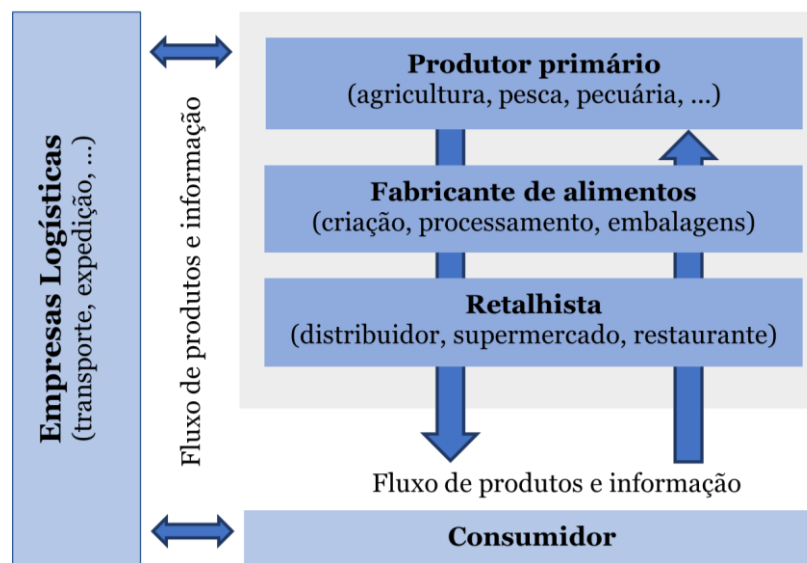 Empresas Logísticas
(transporte, expedição, ...)
Fluxo de produtos e informação
Produtor primário
(agricultura, pesca, pecuária, ...)
Fabricante de alimentos
(criação, processamento, embalagens)
Retalhista
(distribuidor, supermercado, restaurante)
Fluxo de produtos e informação
Consumidor